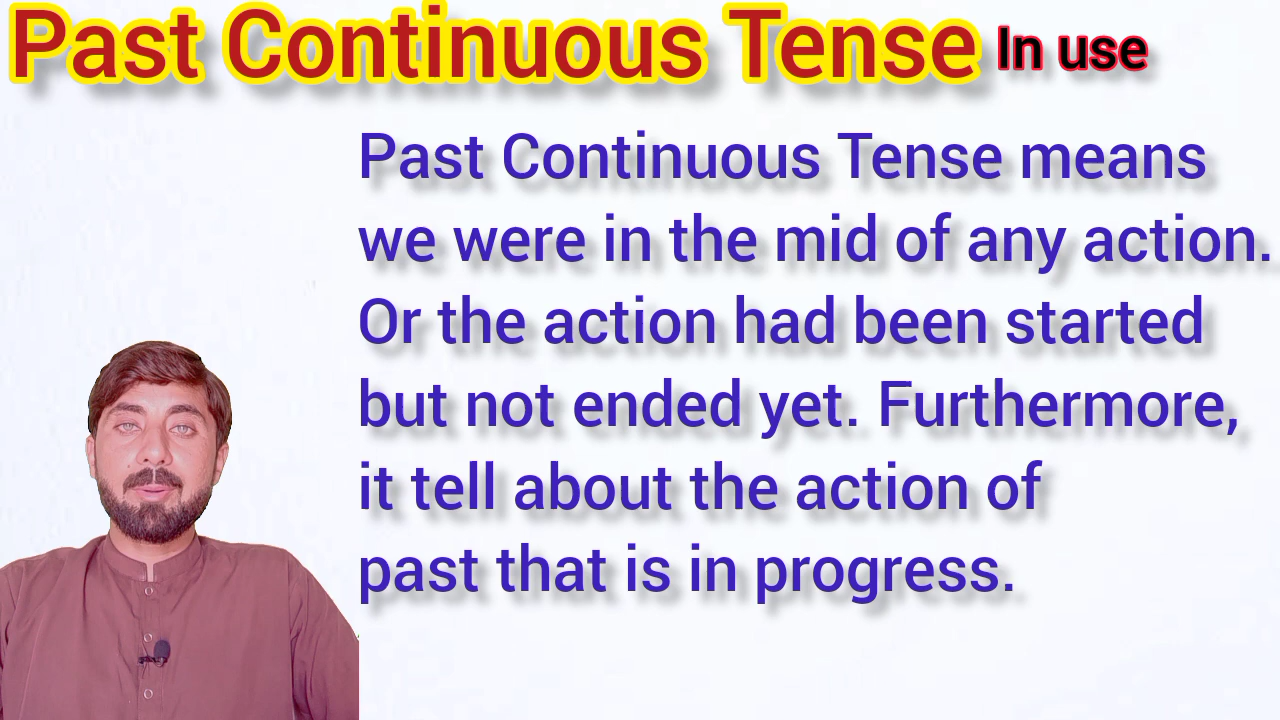 Past Continuous Tense In use
Past Continuous Tense means
we were in the mid of any action.
Or the action had been started
but not ended yet. Furthermore,
it tell about the action of
past that is in progress.